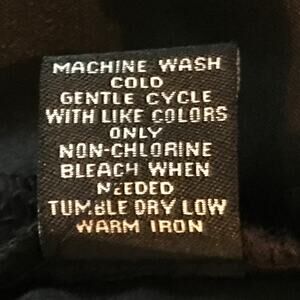 MACHINE WASH
COLD
GENTLE CYCLE
WITH LIKE COLORS
ONLY
NON-CHLORINE
BLEACH WHEN
NEEDED
TUMBLE DRY LOW
WARM IRON